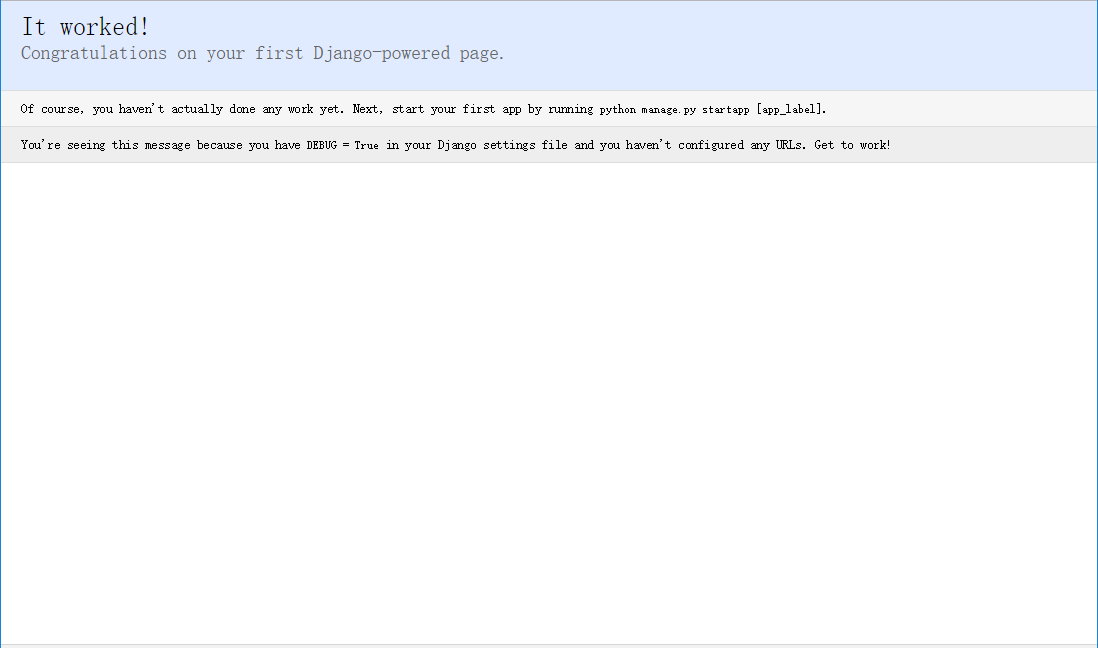 It worked!
Congratulations on your first Django-powered page.
Of course, you haven't actually done any work yet. Next, start your first app by running python manage.py startapp [app_label].
You're seeing this message because you have DEBUG = True in your Django settings file and you haven't configured any URLs. Get to work!